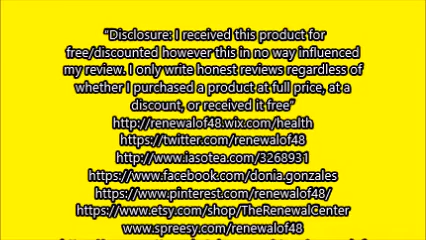 "Disclosure: I received this product for
free/discounted however this in no way influenced
my review. I only write honest reviews regardless of
whether I purchased a product at full price, at a
discount, or received it free"
http://renewalof48.wix.com/health
https://twitter.com/renewalof48
http://www.iasotea.com/3268931
https://www.facebook.com/donia.gonzales
https://www.pinterest.com/renewalof48/
https://www.etsy.com/shop/TheRenewalCenter
www.spreesy.com/renewalof48